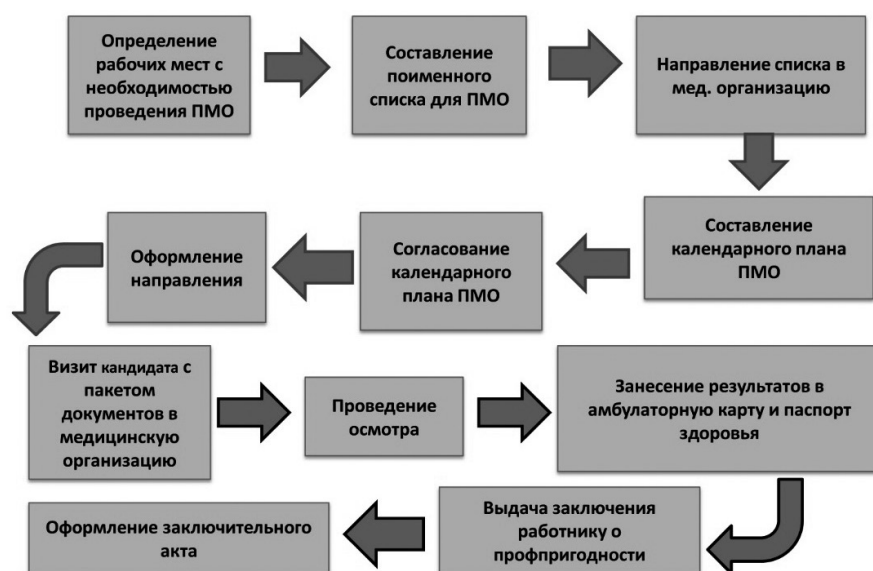 Определение
рабочих мест с
необходимостью
проведения ПМО
Составление
поименного
списка для ПМО
Направление списка в
мед. организацию
Составление
календарного плана
ПМО
Согласование
календарного
плана ПМО
Оформление
направления
Визит кандидата с
пакетом
документов в
медицинскую
организацию
Проведение
осмотра
Занесение результатов в
амбулаторную карту и паспорт
здоровья
Выдача заключения
работнику о
профпригодности
Оформление заключительного
акта